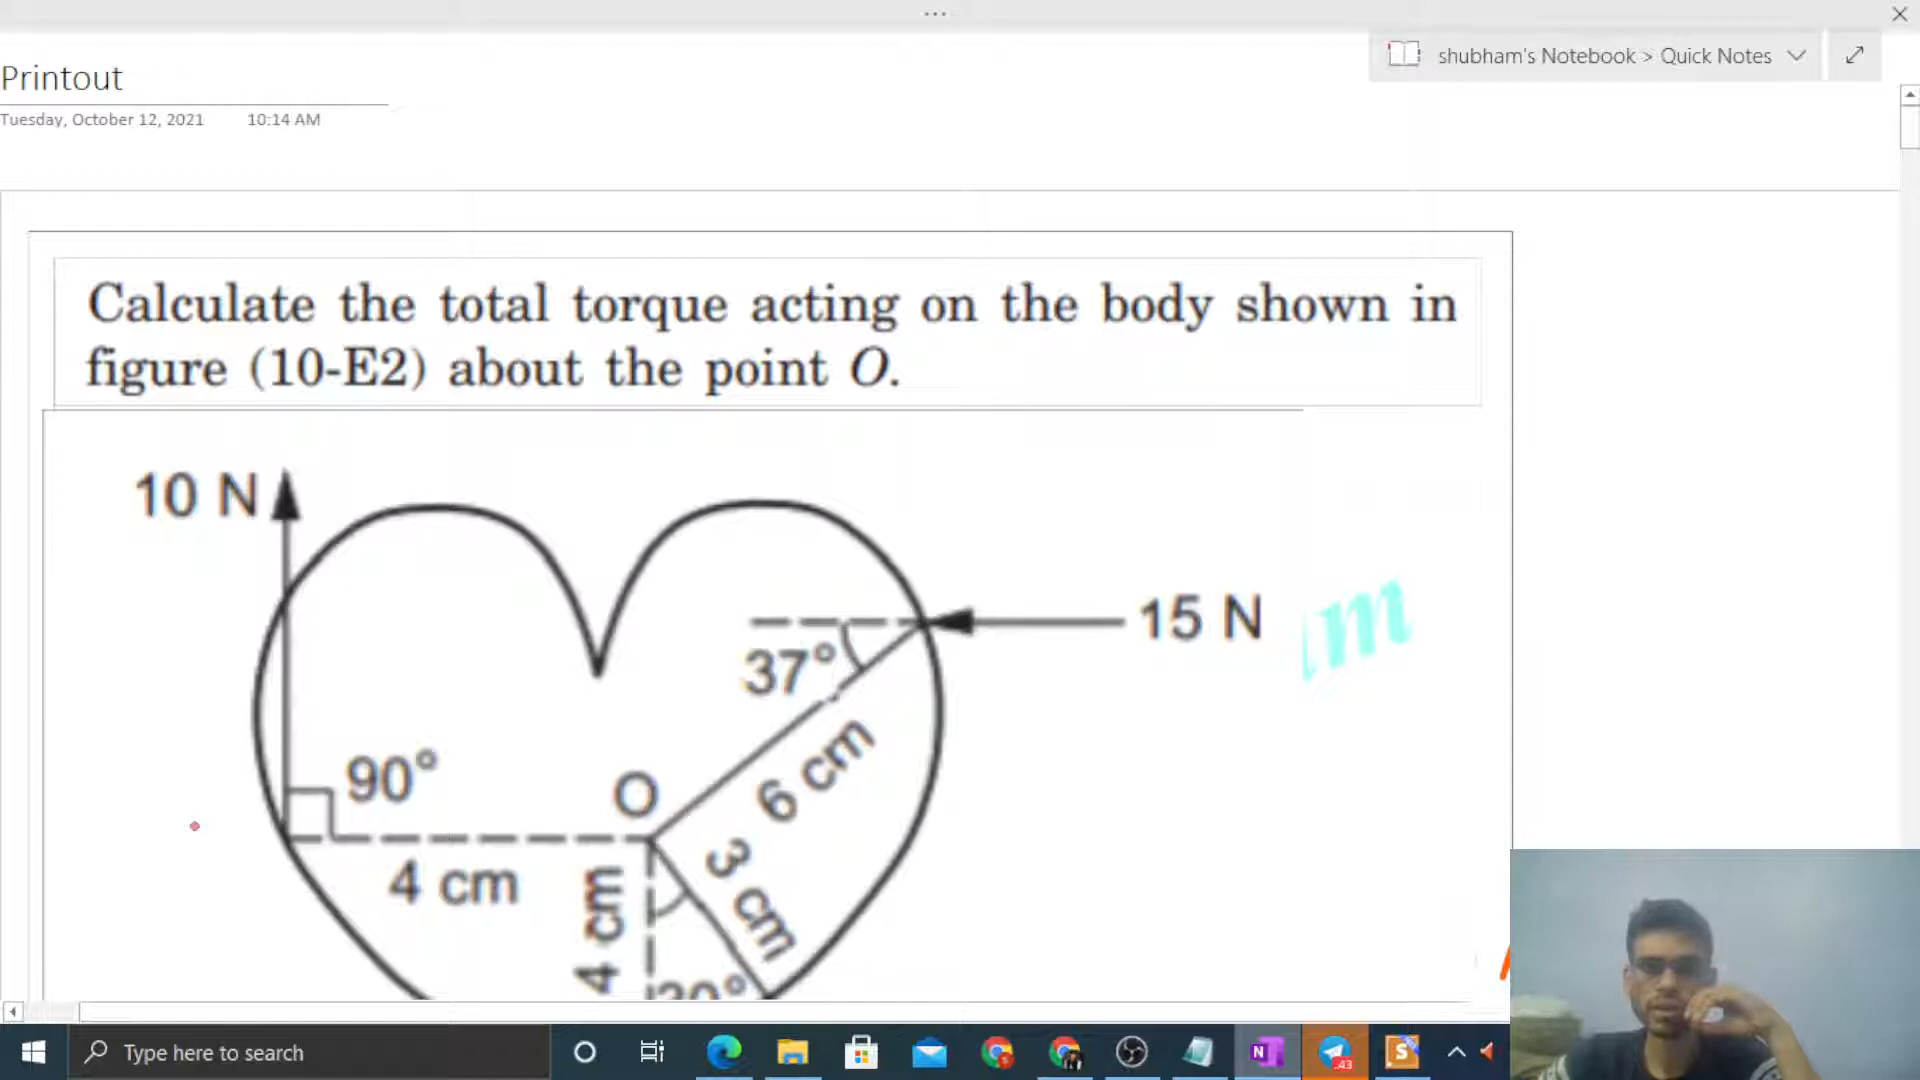 shubham's Notebook > Quick Notes
Printout
Tuesday, October 12, 2021 10:14 AM
Calculate the total torque acting on the body shown in
figure (10-E2) about the point O.
10 N
15 N
37°
6 cm
90°
O
4 cm
4 cm
3 cm
Type here to search
N
43
S